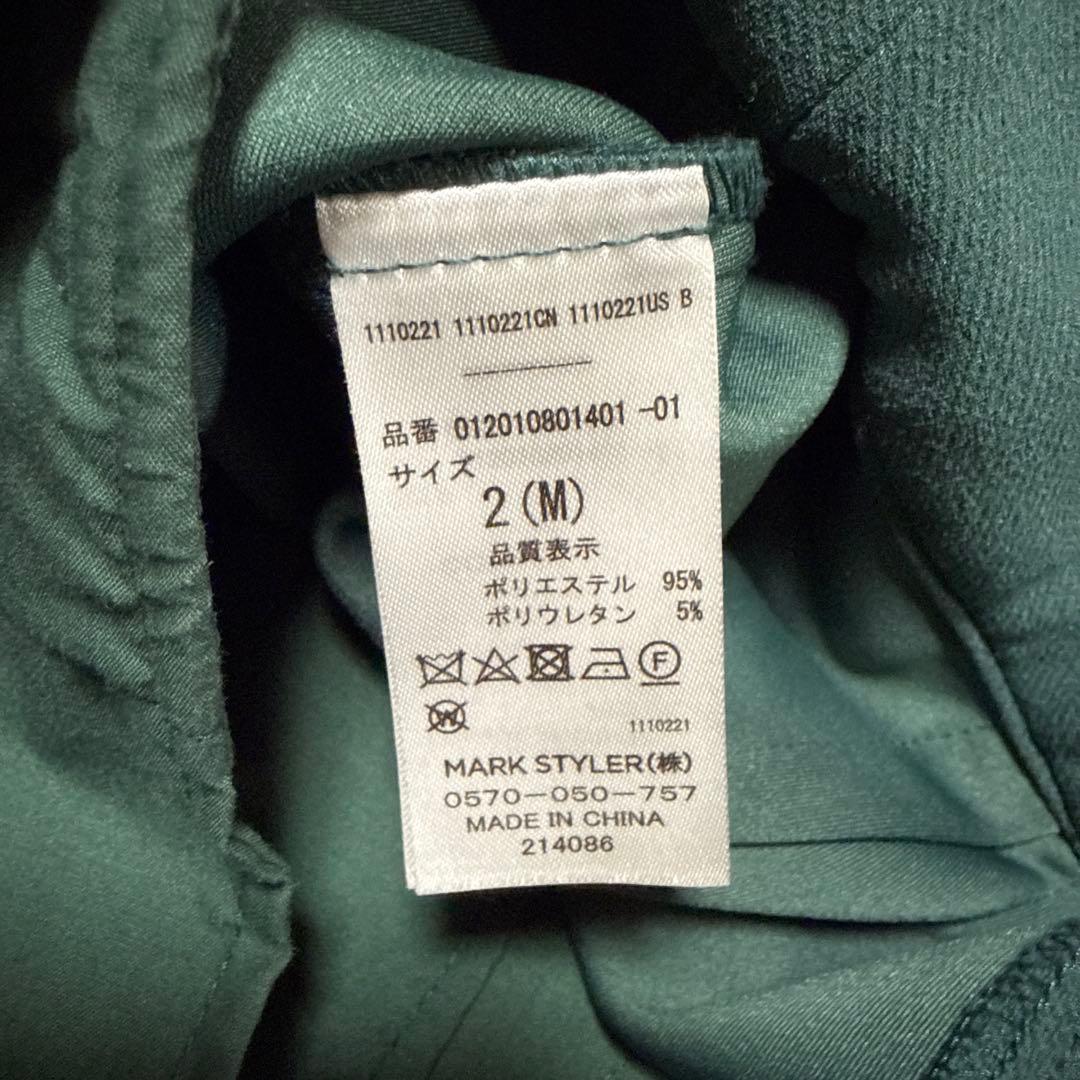 1110221 1110221CN 1110221US B
品番 012010801401 -01
サイズ
2(M)
品質表示
ポリエステル 95%
ポリウレタン 5%
F
W
1110221
MARK STYLER(株)
0570-050-757
MADE IN CHINA
214086